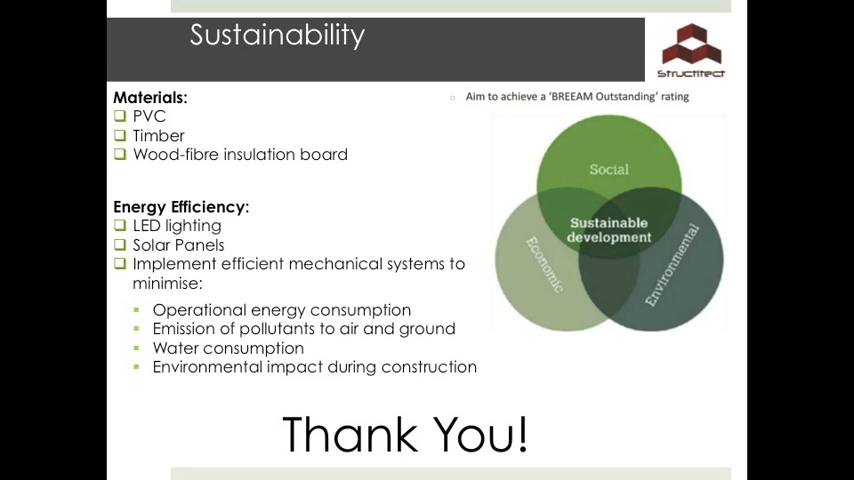 Sustainability
Structitect
Materials:
PVC
Timber
Wood-fibre insulation board
Energy Efficiency:
LED lighting
Solar Panels
Implement efficient mechanical systems to
minimise:
Operational energy consumption
Emission of pollutants to air and ground
Water consumption
Environmental impact during construction
Aim to achieve a ‘BREEAM Outstanding’ rating
Social
Sustainable
development
Economic
Environmental
Thank You!